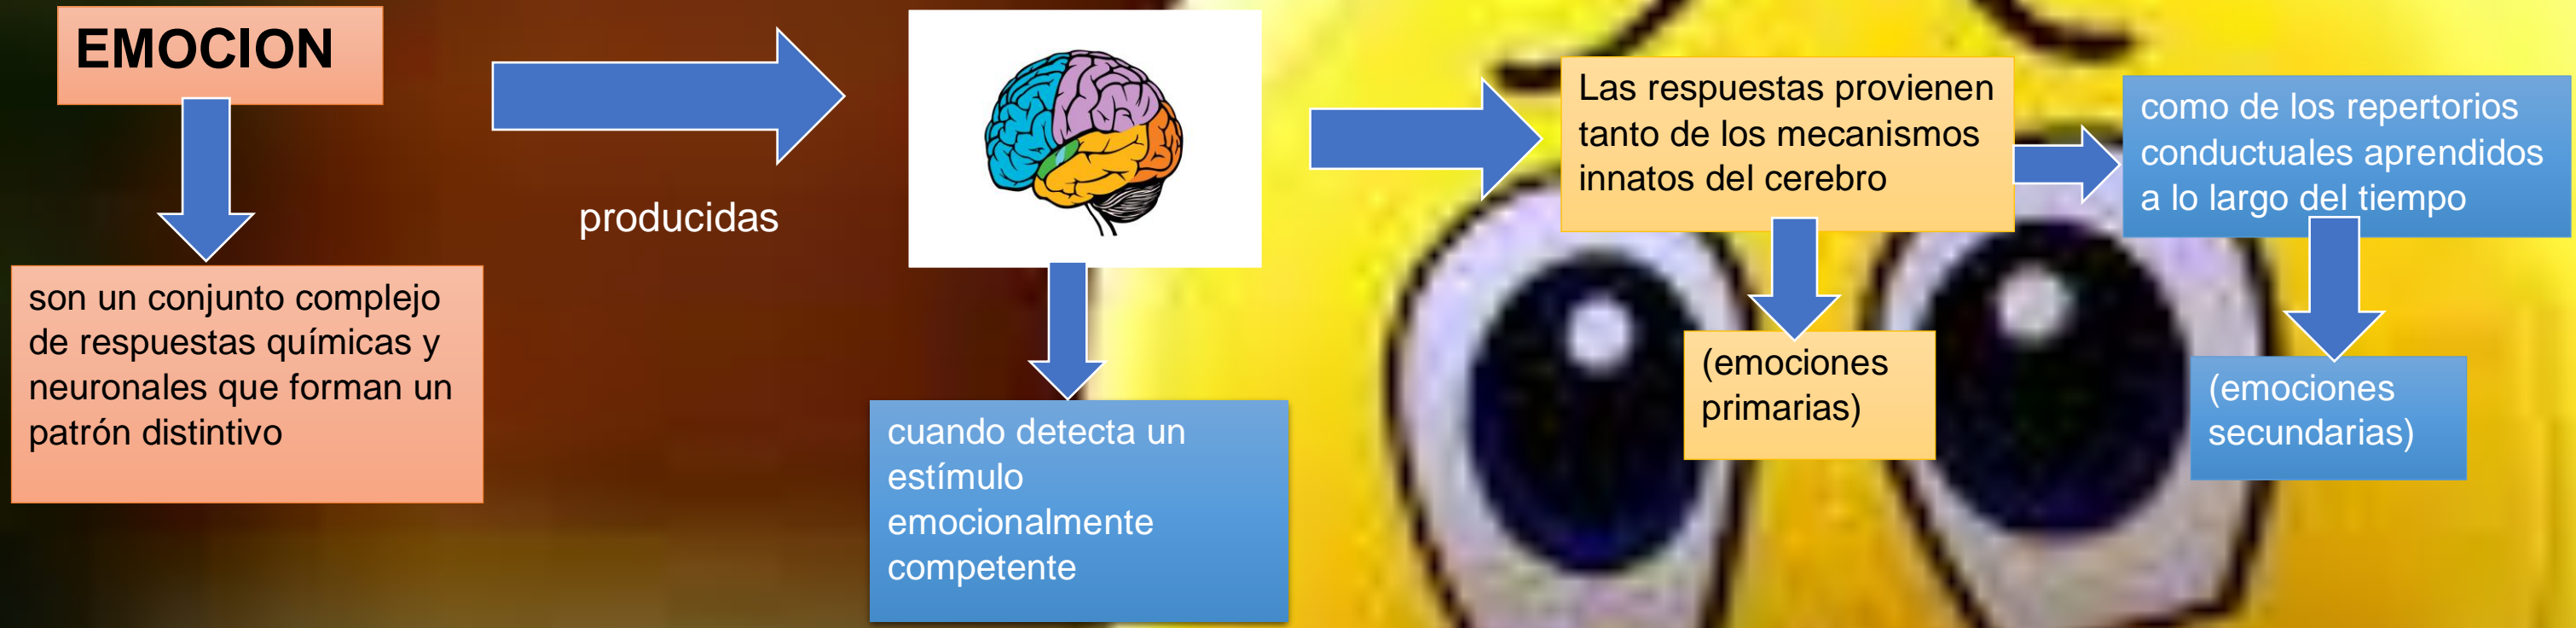 EMOCION
son un conjunto complejo
de respuestas químicas y
neuronales que forman un
patrón distintivo
producidas
cuando detecta un
estímulo
emocionalmente
competente
Las respuestas provienen
tanto de los mecanismos
innatos del cerebro
(emociones
primarias)
como de los repertorios
conductuales aprendidos
a lo largo del tiempo
(emociones
secundarias)